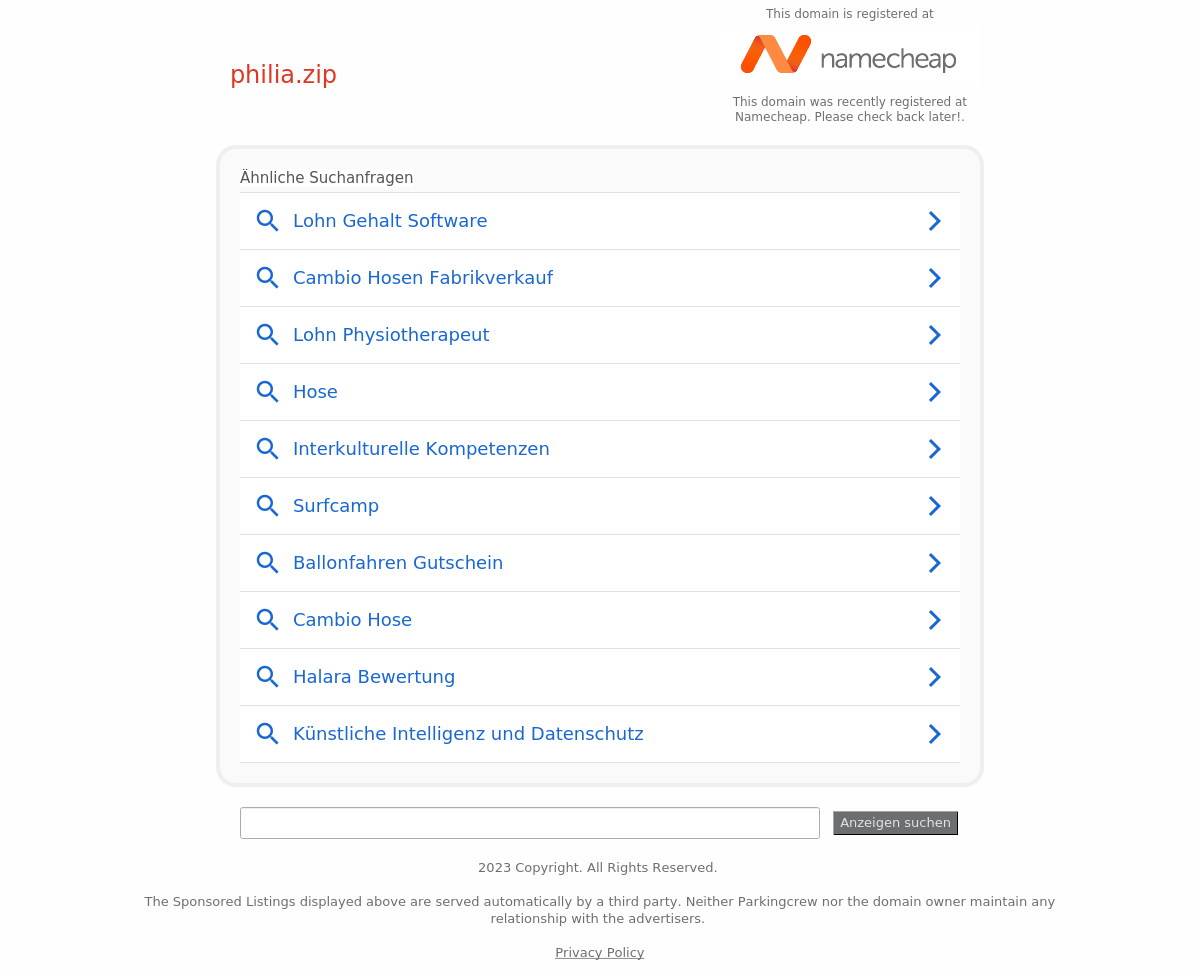 This domain is registered at
namecheap
philia.zip
This domain was recently registered at
Namecheap. Please check back later!.
Ähnliche Suchanfragen
Lohn Gehalt Software
Cambio Hosen Fabrikverkauf
Lohn Physiotherapeut
Hose
Interkulturelle Kompetenzen
Surfcamp
Ballonfahren Gutschein
Cambio Hose
Halara Bewertung
Künstliche Intelligenz und Datenschutz
Anzeigen suchen
2023 Copyright. All Rights Reserved.
The Sponsored Listings displayed above are served automatically by a third party. Neither Parkingcrew nor the domain owner maintain any
relationship with the advertisers.
Privacy Policy